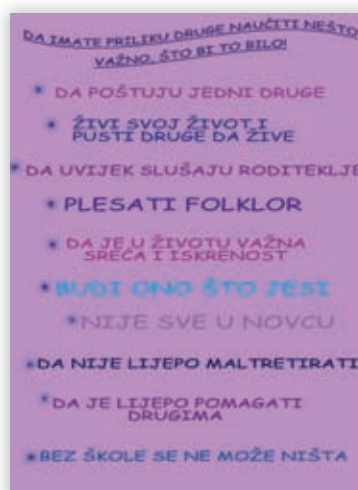 DA IMATE PRILIKU DRUGE NAUČITI NEŠTO
VAŽNO, ŠTO BI TO BILO!
* DA POŠTUJU JEDNI DRUGE
* ŽIVI SVOJ ŽIVOT I
PUSTI DRUGE DA ŽIVE
* DA UVIJEK SLUŠAJU RODITEKLJE
* PLESATI FOLKLOR
* DA JE U ŽIVOTU VAŽNA
SREĆA I ISKRENOST
* BUDI ONO ŠTO JESI
* NIJE SVE U NOVCU
* DA NIJE LIJEPO MALTRETIRATI
* DA JE LIJEPO POMAGATI
DRUGIMA
* BEZ ŠKOLE SE NE MOŽE NIŠTA